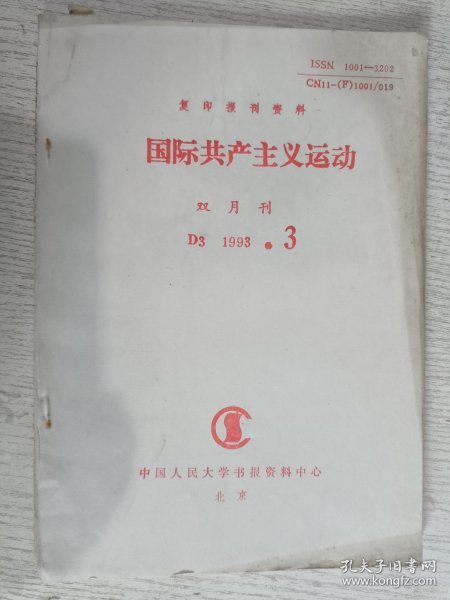 ISSN 1001—3202
CN11-(F)1001/019
复印报刊资料
国际共产主义运动
双月刊
D3 1993.3
中国人民大学书报资料中心
北京
孔夫子旧书网
www.kongfz.com